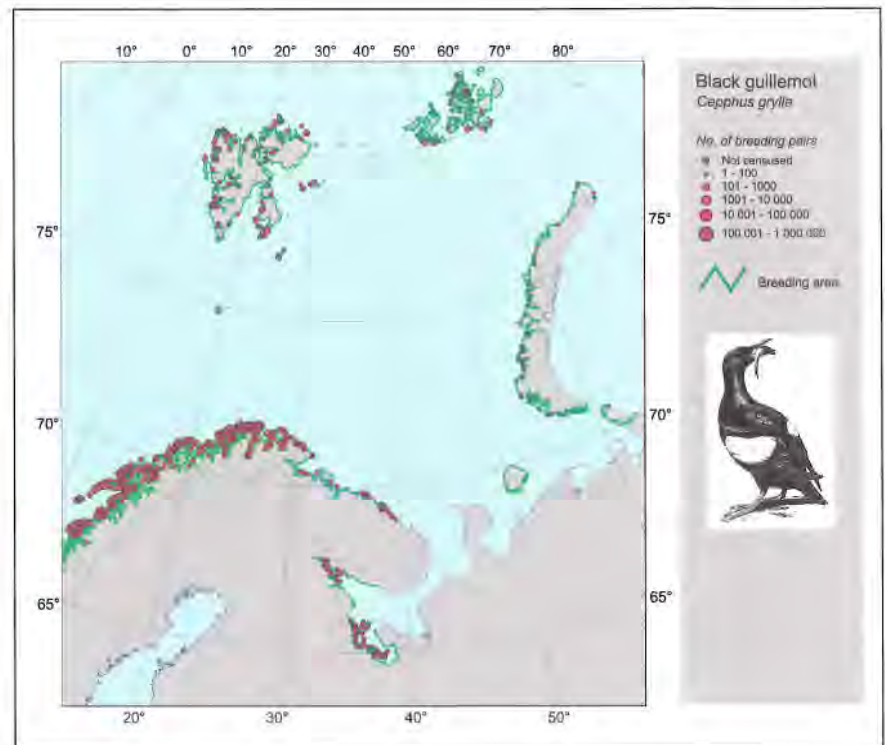 10° 0° 10° 20° 30° 40° 50° 60° 70° 80°
75° 75°
70° 70°
65° 65°
20° 30° 40° 50°
Black guillemot
Cepphus grylle
No. of breeding pairs
Not censused
1 - 100
101 - 1000
1001 - 10 000
10 001 - 100 000
100 001 - 1 000 000
Breeding area